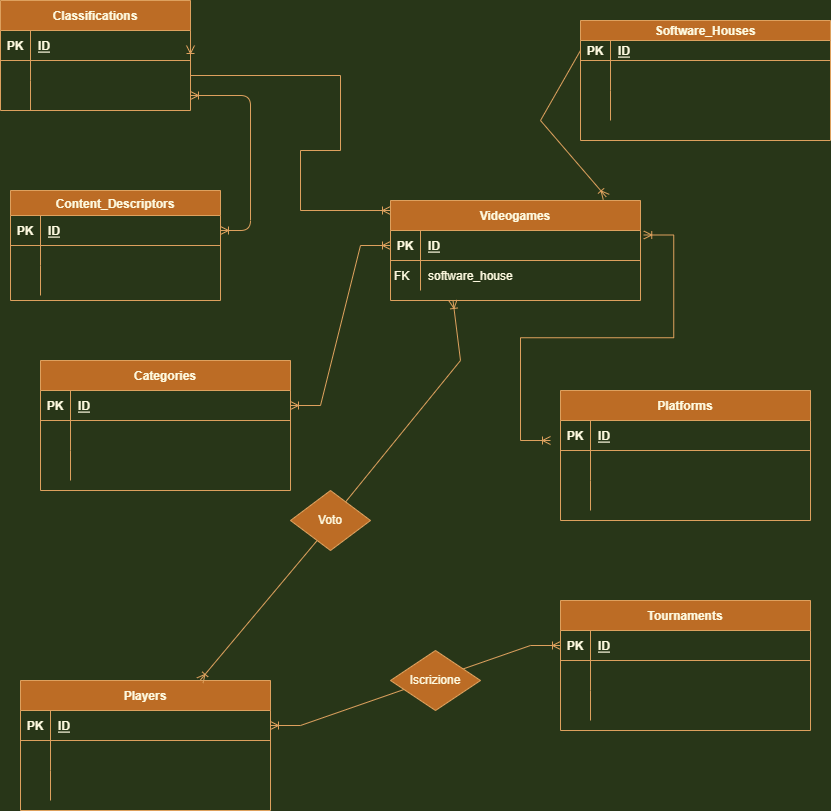 Classifications
PK ID
Software_Houses
PK ID
Content_Descriptors
PK ID
Videogames
PK ID
FK software_house
Categories
PK ID
Platforms
PK ID
Voto
Tournaments
PK ID
Iscrizione
Players
PK ID